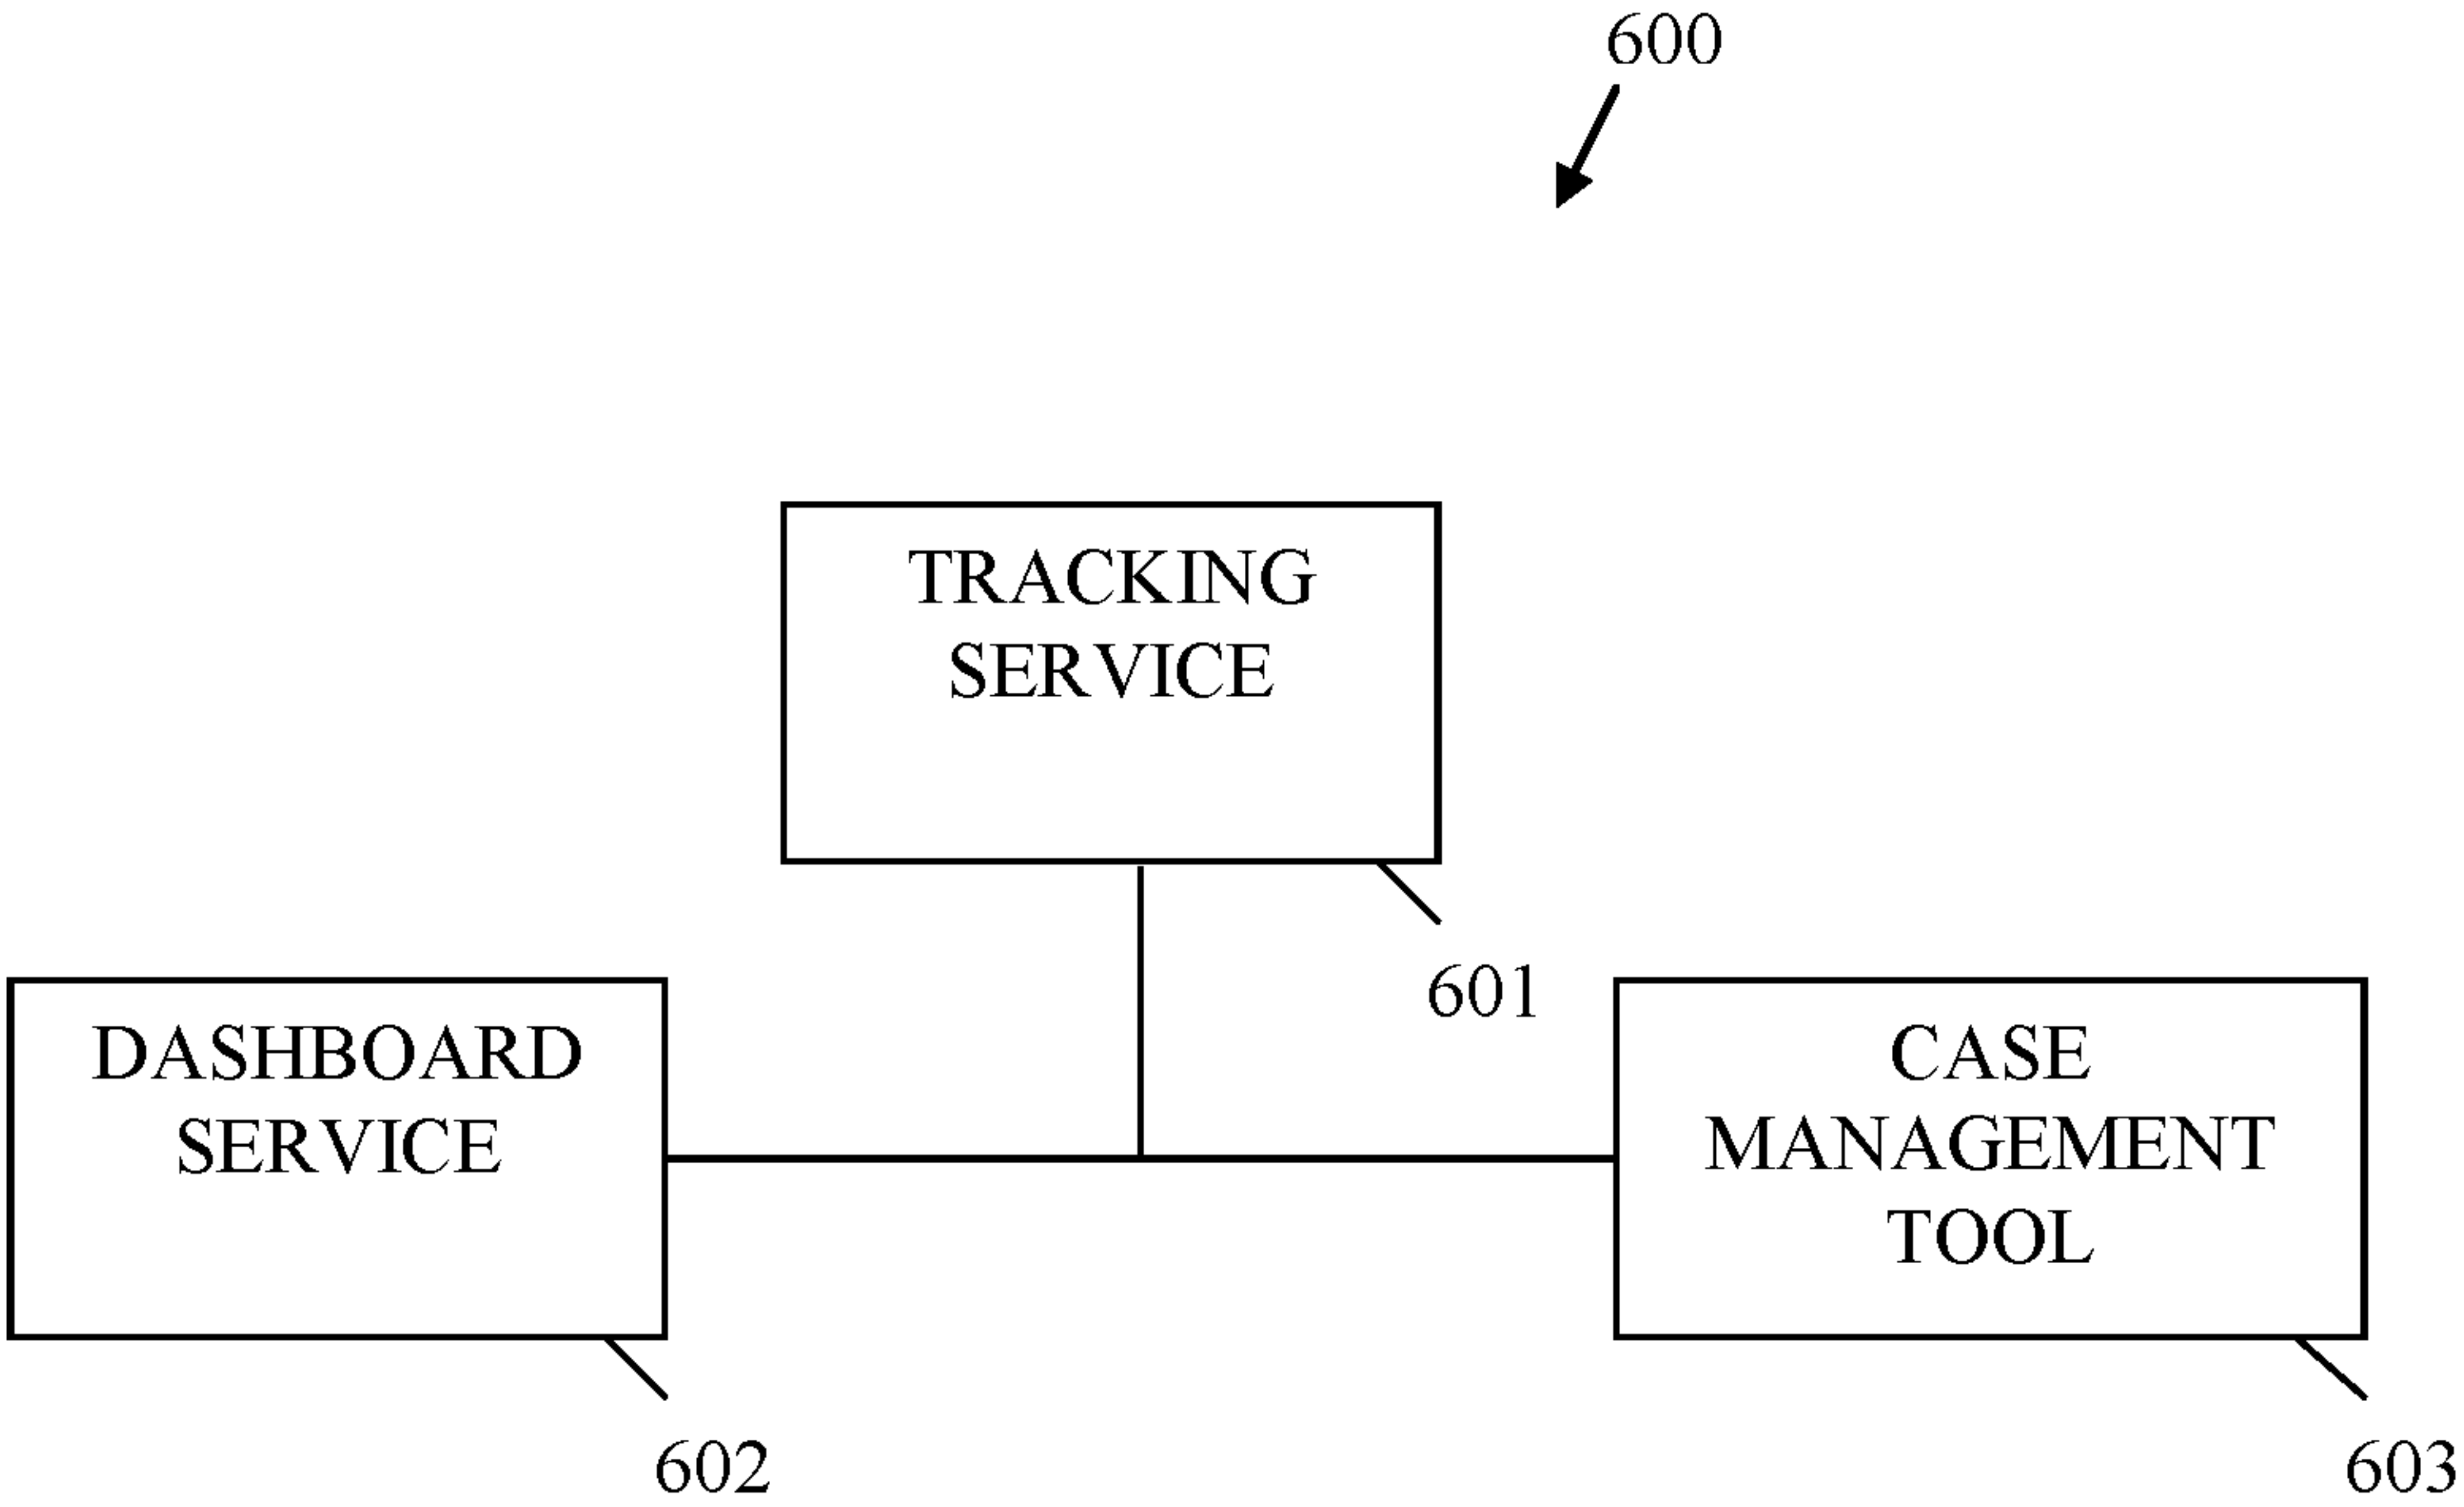 600
TRACKING
SERVICE
601
DASHBOARD
SERVICE
602
CASE
MANAGEMENT
TOOL
603